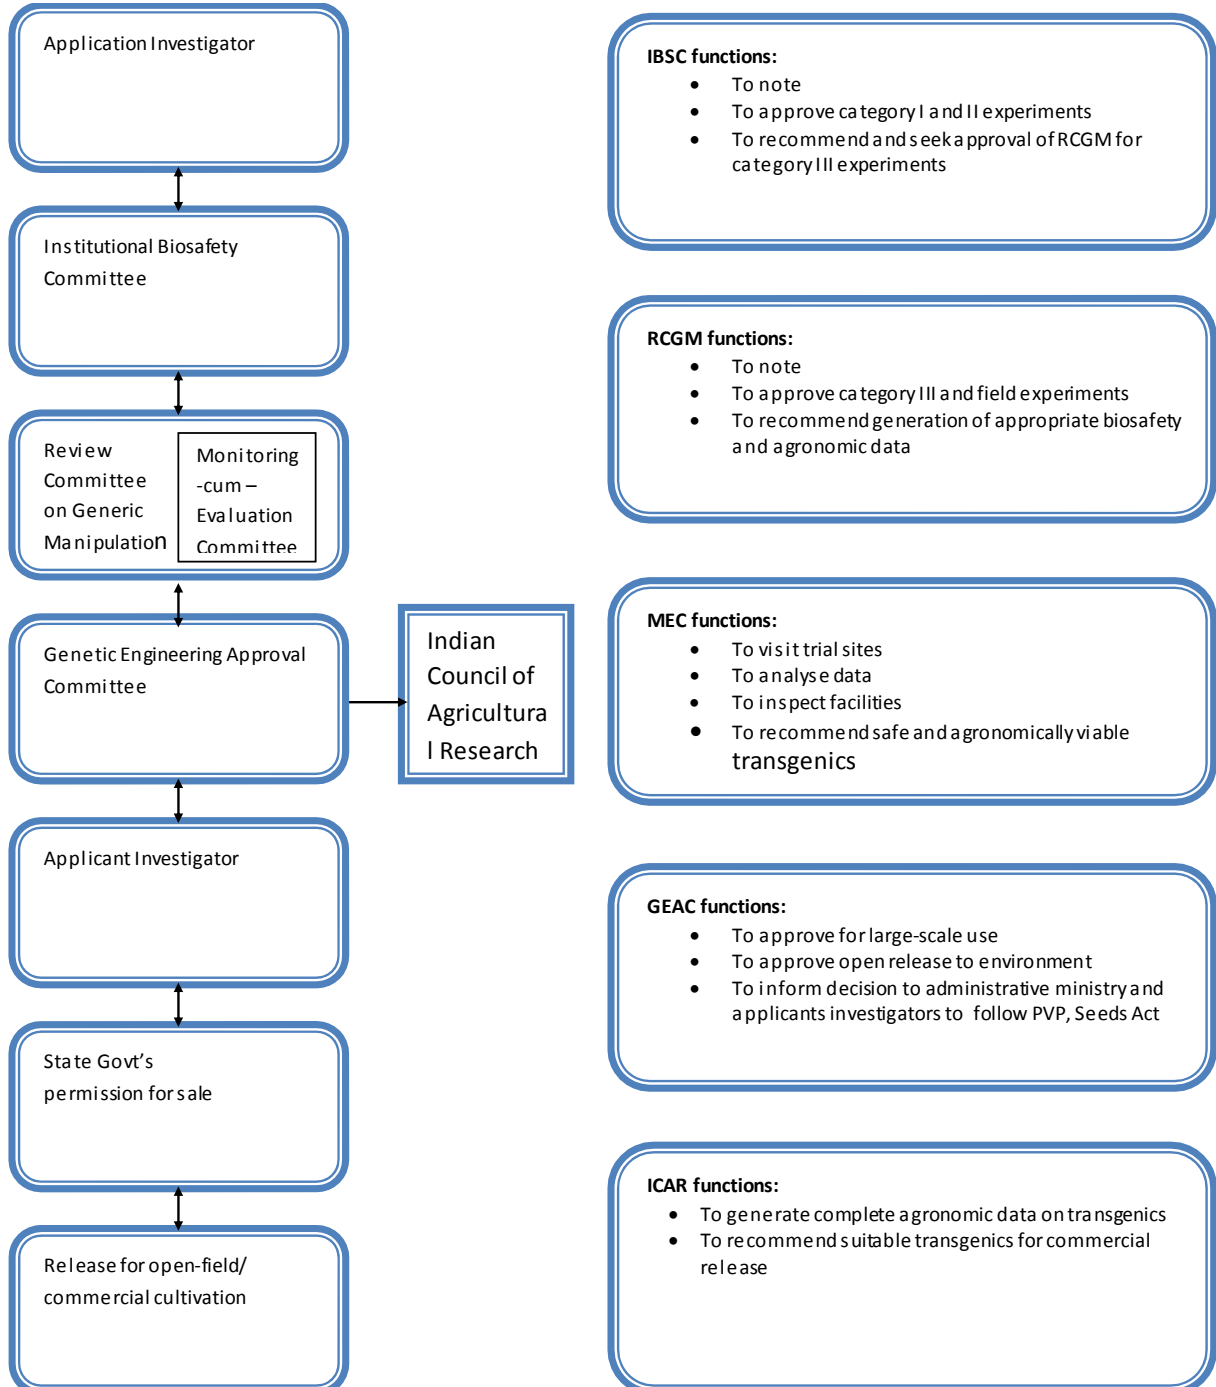 Application Investigator
Institutional Biosafety
Committee
Review
Committee
on Generic
Manipulation
Monitoring
-cum –
Evaluation
Committee
Genetic Engineering Approval
Committee
Indian
Council of
Agricultura
l Research
Applicant Investigator
State Govt’s
permission for sale
Release for open-field/
commercial cultivation
IBSC functions:
• To note
• To approve category I and II experiments
• To recommend and seek approval of RCGM for
category III experiments
RCGM functions:
• To note
• To approve category III and field experiments
• To recommend generation of appropriate biosafety
and agronomic data
MEC functions:
• To visit trial sites
• To analyse data
• To inspect facilities
• To recommend safe and agronomically viable
transgenics
GEAC functions:
• To approve for large-scale use
• To approve open release to environment
• To inform decision to administrative ministry and
applicants investigators to follow PVP, Seeds Act
ICAR functions:
• To generate complete agronomic data on transgenics
• To recommend suitable transgenics for commercial
release